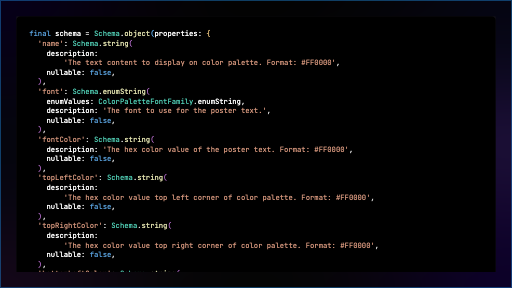 final schema = Schema.object(properties: {
'name': Schema.string(
description:
'The text content to display on color palette. Format: #FF0000',
nullable: false,
),
'font': Schema.enumString(
enumValues: ColorPaletteFontFamily.enumString,
description: 'The font to use for the poster text.',
nullable: false,
),
'fontColor': Schema.string(
description: 'The hex color value of the poster text. Format: #FF0000',
nullable: false,
),
'topLeftColor': Schema.string(
description:
'The hex color value top left corner of color palette. Format: #FF0000',
nullable: false,
),
'topRightColor': Schema.string(
description:
'The hex color value top right corner of color palette. Format: #FF0000',
nullable: false,
),